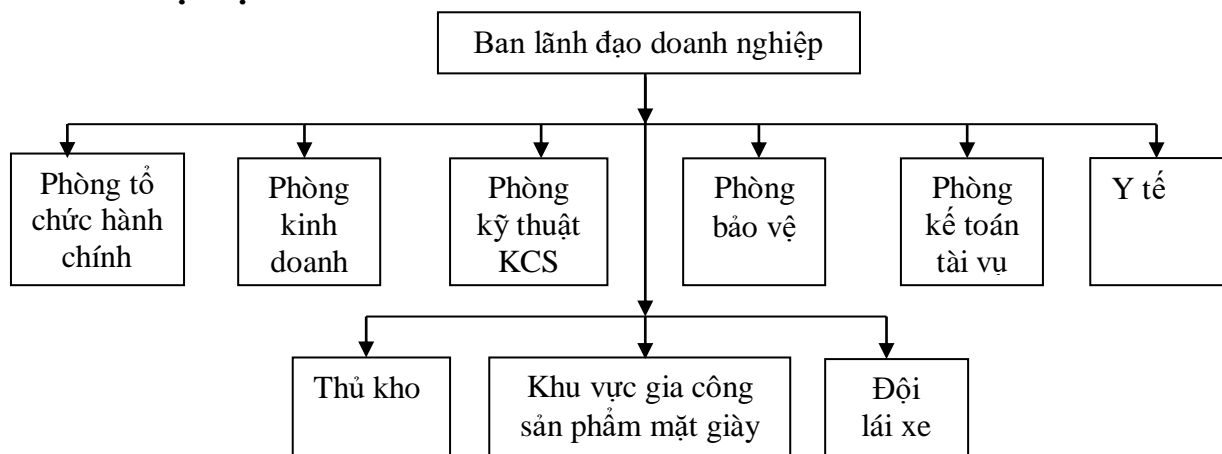 Ban lãnh đạo doanh nghiệp
Phòng tổ
chức hành
chính
Phòng
kinh
doanh
Phòng
kỹ thuật
KCS
Phòng
bảo vệ
Phòng
kế toán
tài vụ
Y tế
Thủ kho
Khu vực gia công
sản phẩm mặt giày
Đội
lái xe